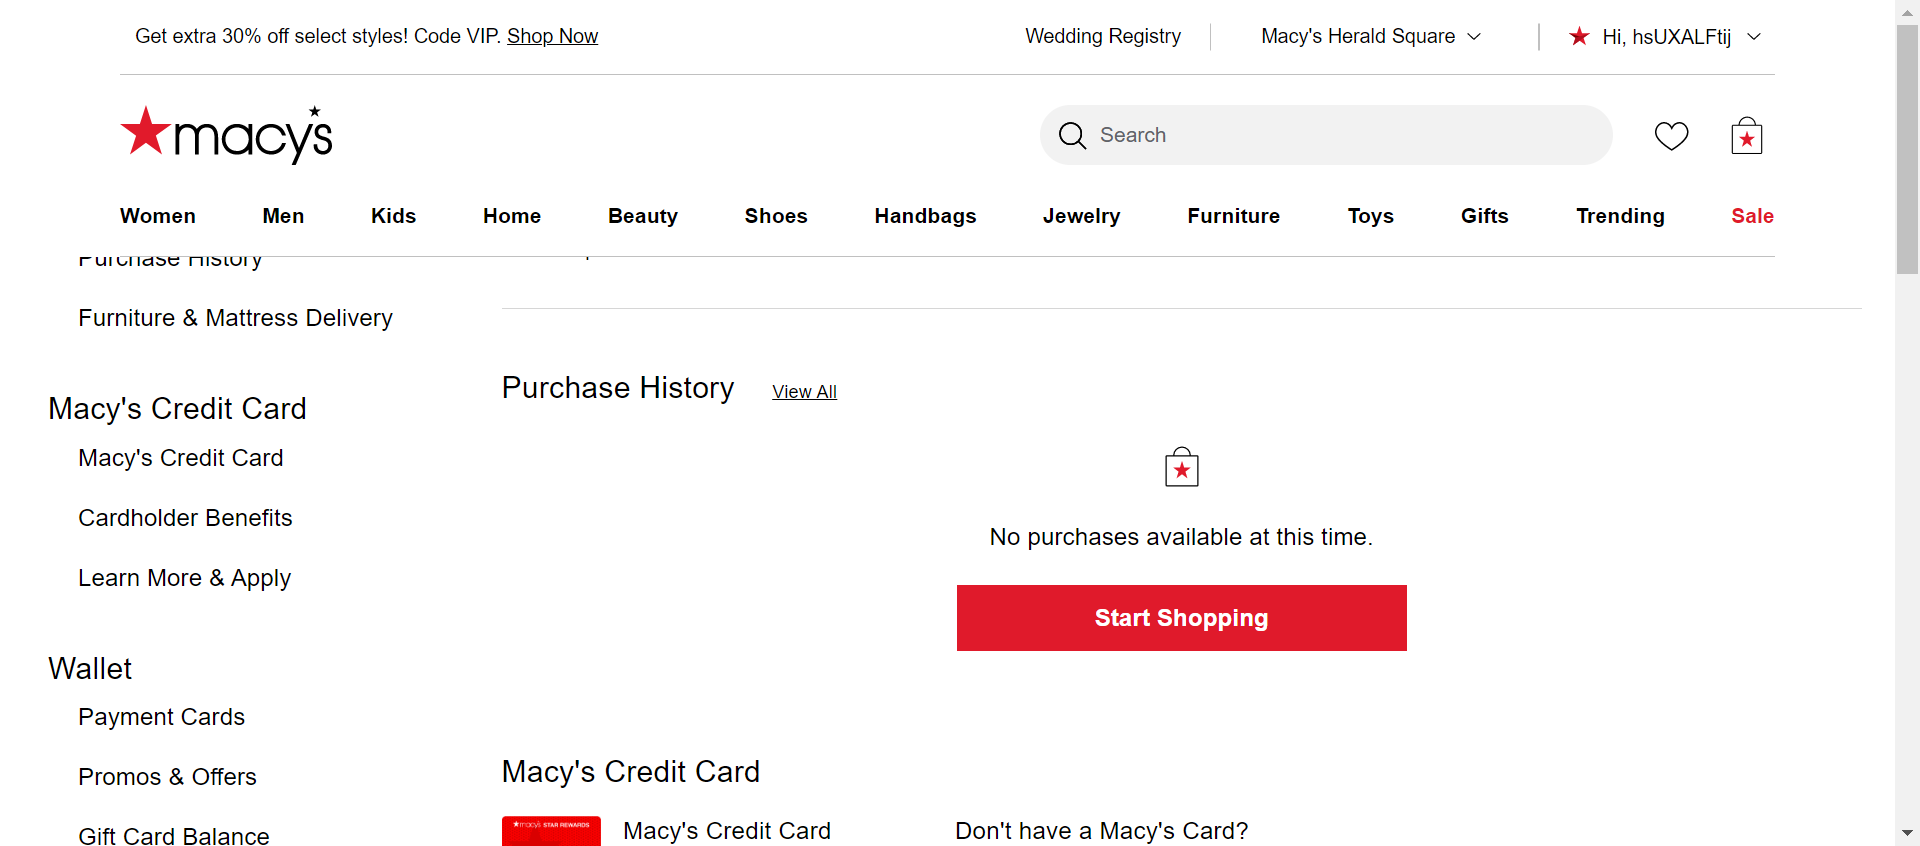 Get extra 30% off select styles! Code VIP. Shop Now
Wedding Registry
Macy's Herald Square
Hi, hsUXALFtij
macy's
Search
Women
Men
Kids
Home
Beauty
Shoes
Handbags
Jewelry
Furniture
Toys
Gifts
Trending
Sale
Purchase History
Furniture & Mattress Delivery
Macy's Credit Card
Macy's Credit Card
Cardholder Benefits
Learn More & Apply
Wallet
Payment Cards
Promos & Offers
Gift Card Balance
Purchase History
View All
No purchases available at this time.
Start Shopping
Macy's Credit Card
macy's STAR REWARDS
Macy's Credit Card
Don't have a Macy's Card?